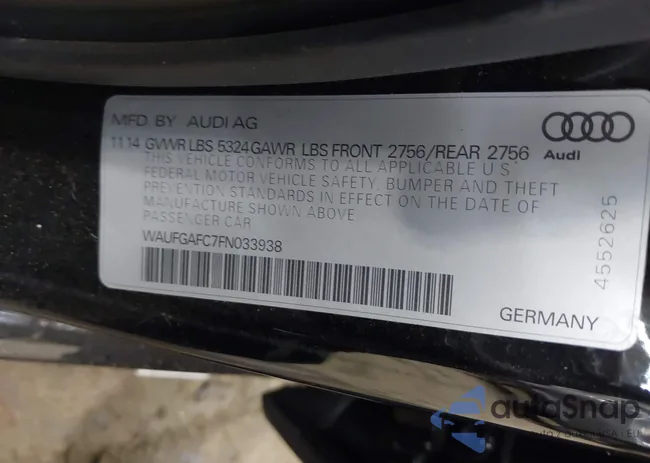 MFD. BY AUDI AG
11.14 GVWR LBS 5324 GAWR LBS FRONT 2756/REAR 2756
THIS VEHICLE CONFORMS TO ALL APPLICABLE U S
FEDERAL MOTOR VEHICLE SAFETY, BUMPER AND THEFT
PREVENTION STANDARDS IN EFFECT ON THE DATE OF
MANUFACTURE SHOWN ABOVE
PASSENGER CAR
WAUFGAFC7FN033938
Audi
4552625
GERMANY
autoSnap